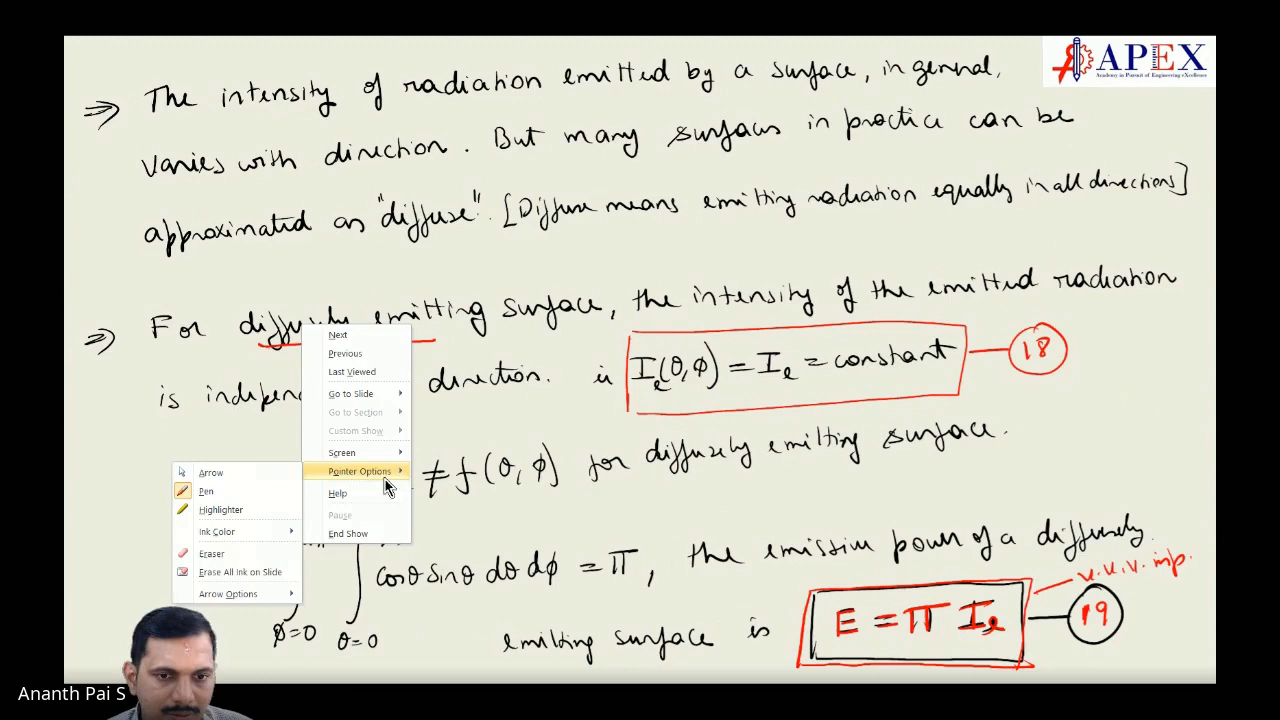 APEX
Academy in Pursuit of Engineering eXcellence
⇒ The intensity of radiation emitted by a surface, in general,
varies with direction. But many surfaces in practice can be
approximated as "diffuse". [Diffuse means emitting radiation equally in all directions]
⇒ For diffusely emitting surface, the intensity of the emitted radiation
is direction. ie Ie(θ,φ) = Ie = constant 18
≠ f(θ,φ) for diffusely emitting surface.
cosθ sinθ dθ dφ = π, the emissive power of a diffusely
φ=0 θ=0 emitting surface is E = π Ie 19
v.v.v. imp.
Next
Previous
Last Viewed
Go to Slide
Go to Section
Custom Show
Screen
Pointer Options
Help
Pause
End Show
Arrow
Pen
Highlighter
Ink Color
Eraser
Erase All Ink on Slide
Arrow Options
Ananth Pai S